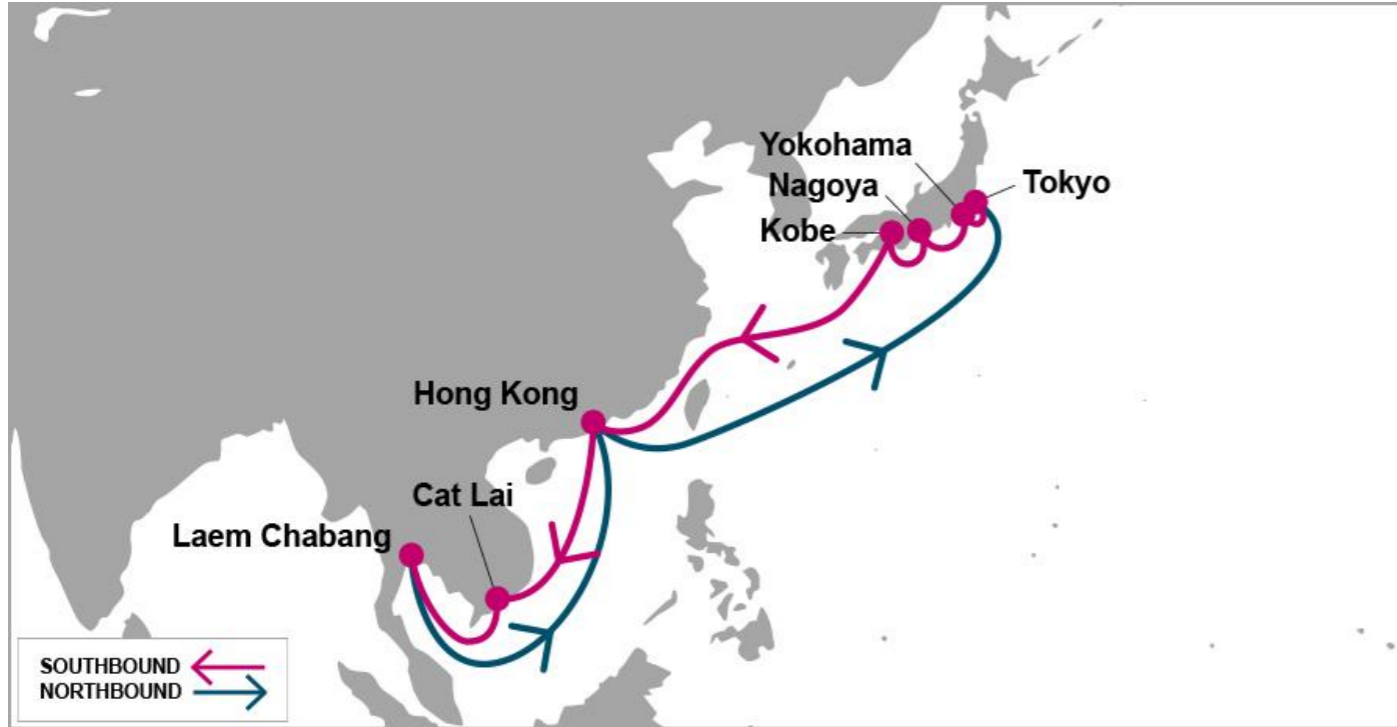 Yokohama
Nagoya
Tokyo
Kobe
Hong Kong
Cat Lai
Laem Chabang
SOUTHBOUND
NORTHBOUND